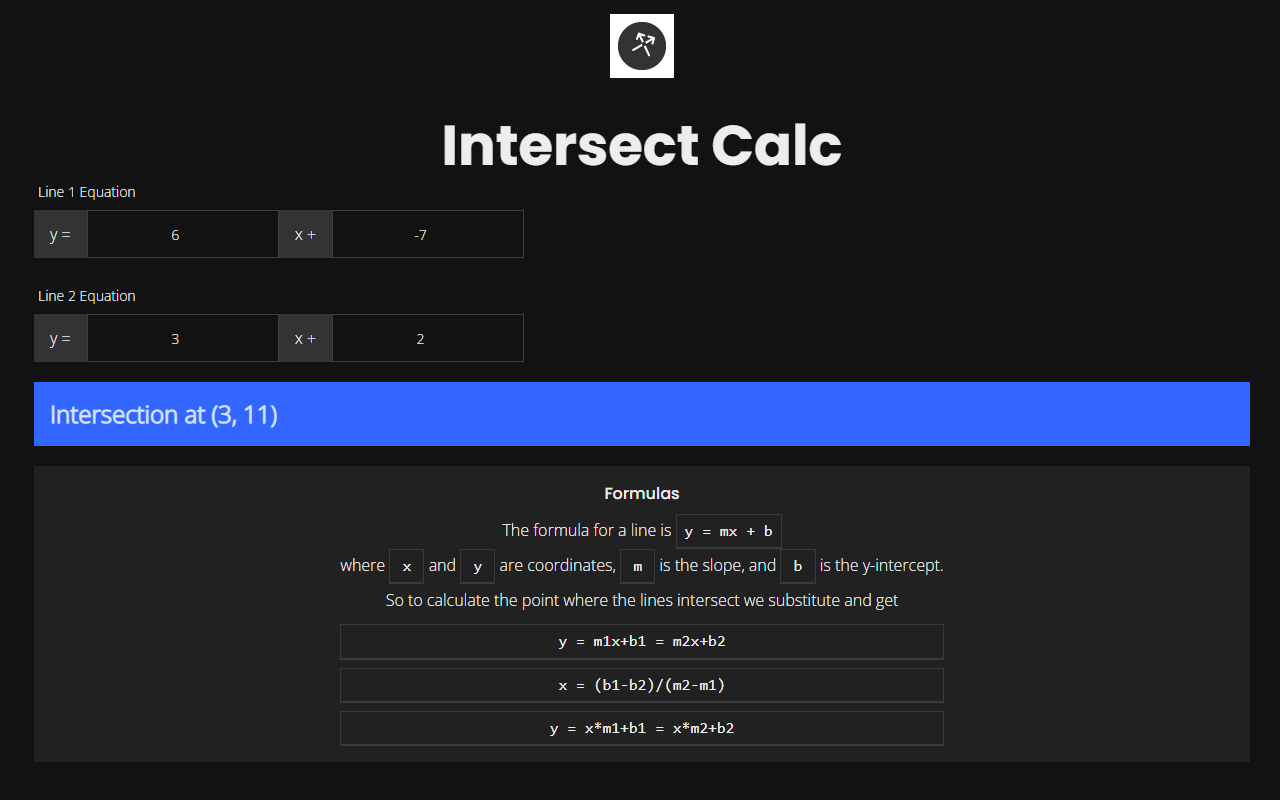 Intersect Calc
Line 1 Equation
y = 6 x + -7
Line 2 Equation
y = 3 x + 2
Intersection at (3, 11)
Formulas
The formula for a line is y = mx + b
where x and y are coordinates, m is the slope, and b is the y-intercept.
So to calculate the point where the lines intersect we substitute and get
y = m1x+b1 = m2x+b2
x = (b1-b2)/(m2-m1)
y = x*m1+b1 = x*m2+b2